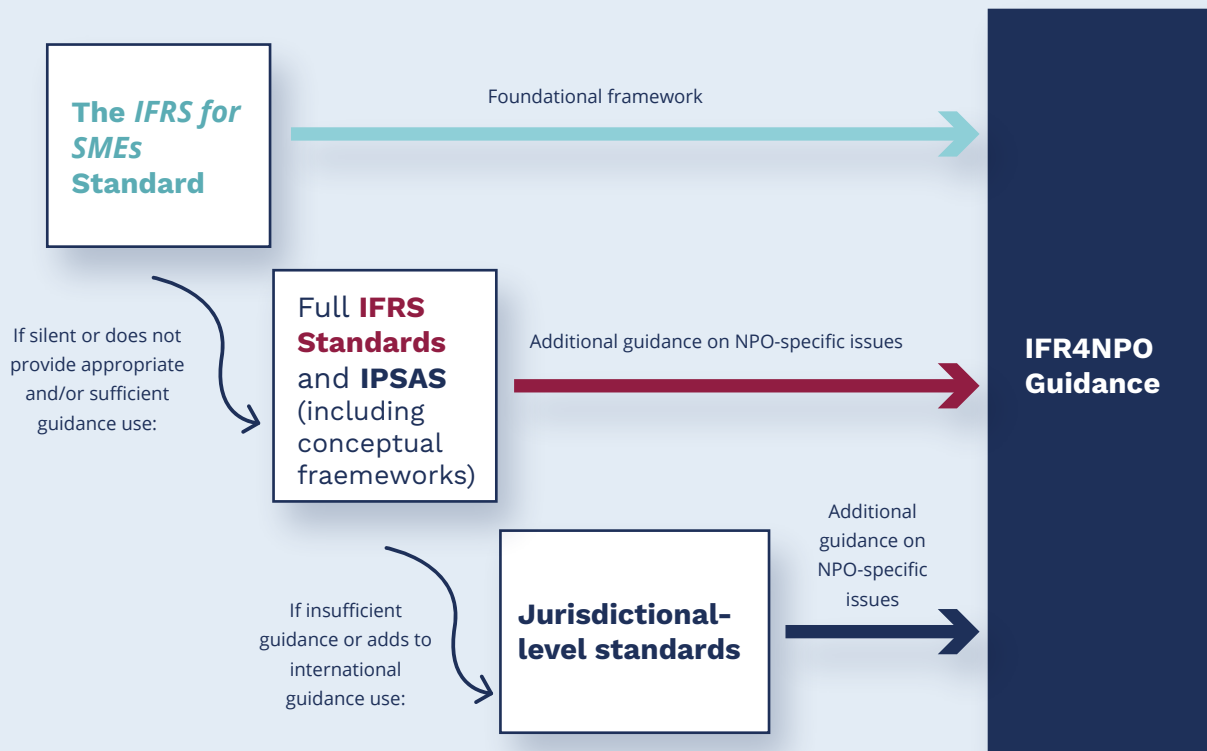 The IFRS for
SMEs
Standard
Foundational framework
If silent or does not
provide appropriate
and/or sufficient
guidance use:
Full IFRS
Standards
and IPSAS
(including
conceptual
fraemeworks)
Additional guidance on NPO-specific issues
IFR4NPO
Guidance
If insufficient
guidance or adds to
international
guidance use:
Jurisdictional-
level standards
Additional
guidance on
NPO-specific
issues